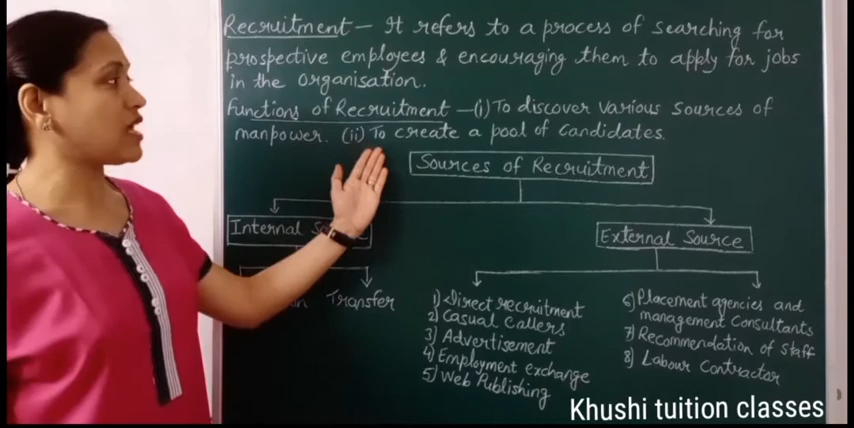 Recruitment - It refers to a process of searching for
prospective employees & encouraging them to apply for jobs
in the organisation.
Functions of Recruitment - (i) To discover various sources of
manpower. (ii) To create a pool of candidates.
Sources of Recruitment
Internal
External Source
Transfer
1) Direct recruitment
2) Casual callers
3) Advertisement
4) Employment exchange
5) Web Publishing
6) Placement agencies and
management Consultants
7) Recommendation of staff
8) Labour Contractor
Khushi tuition classes